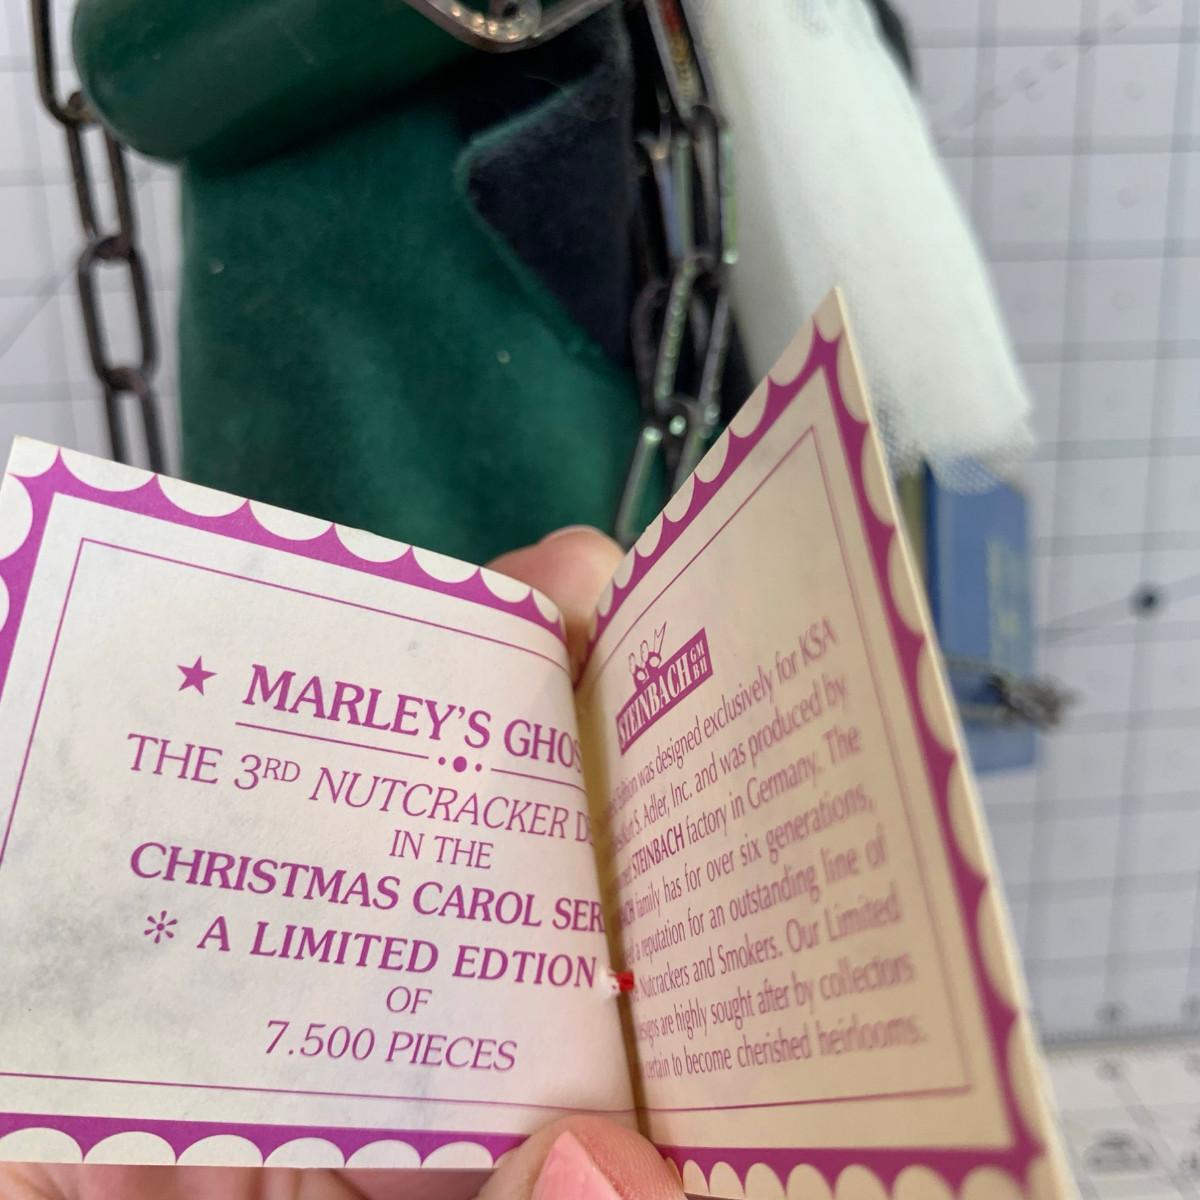 ★ MARLEY'S GHOS
THE 3RD NUTCRACKER D
IN THE
CHRISTMAS CAROL SER
A LIMITED EDTION
OF
7.500 PIECES
STEINBACH GM BH
was designed exclusively for KSA
S. Adler, Inc. and was produced by
STEINBACH factory in Germany. The
family has for over six generations,
a reputation for an outstanding line of
Nutcrackers and Smokers. Our Limited
are highly sought after by collectors
certain to become cherished heirlooms.